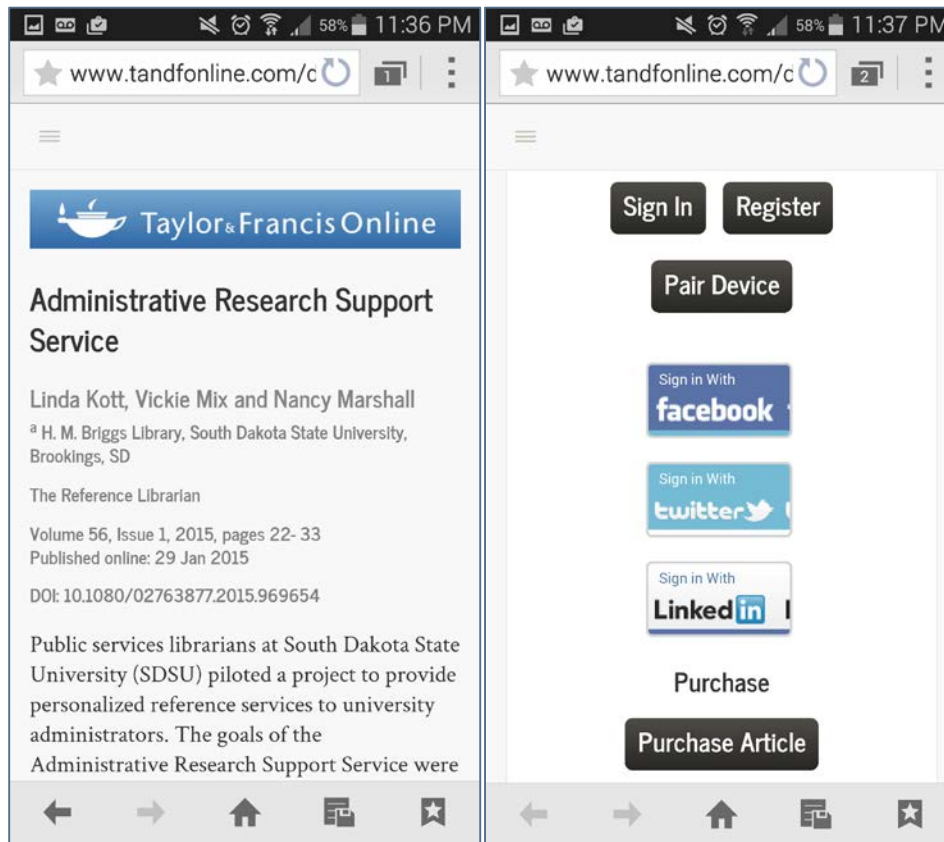 58% 11:36 PM
www.tandfonline.com/c
1
Taylor & Francis Online
Administrative Research Support
Service
Linda Kott, Vickie Mix and Nancy Marshall
a H. M. Briggs Library, South Dakota State University,
Brookings, SD
The Reference Librarian
Volume 56, Issue 1, 2015, pages 22- 33
Published online: 29 Jan 2015
DOI: 10.1080/02763877.2015.969654
Public services librarians at South Dakota State
University (SDSU) piloted a project to provide
personalized reference services to university
administrators. The goals of the
Administrative Research Support Service were
58% 11:37 PM
www.tandfonline.com/c
2
Sign In Register
Pair Device
Sign in With
facebook
Sign in With
twitter
Sign in With
Linked in
Purchase
Purchase Article